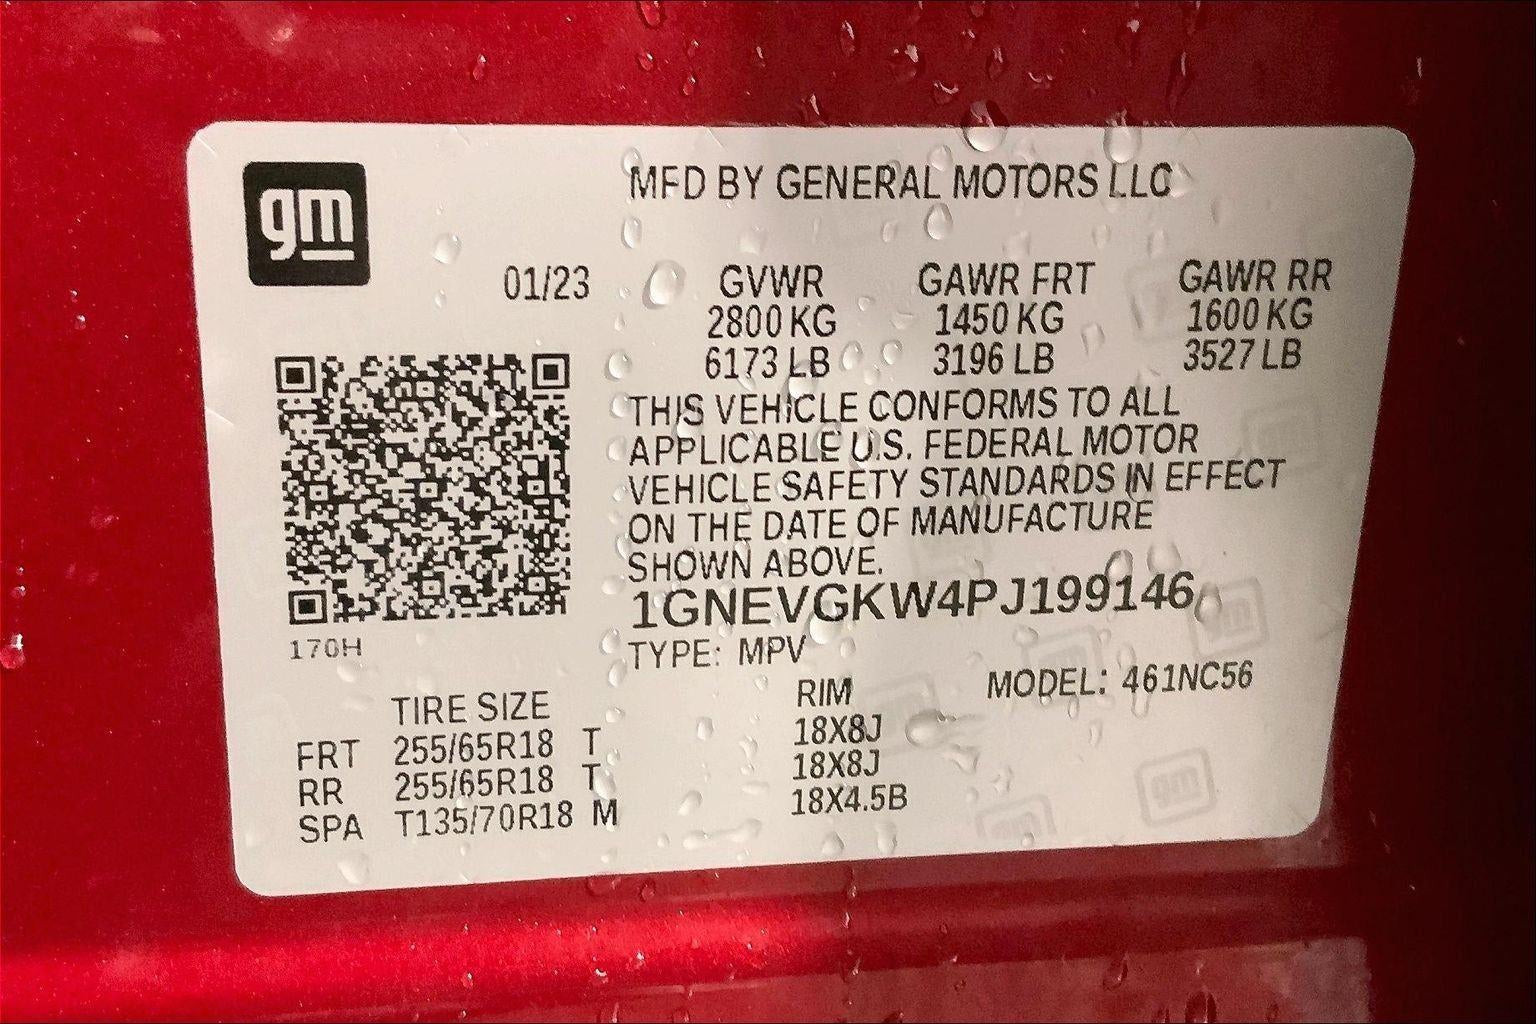 gm
MFD BY GENERAL MOTORS LLC
01/23 GVWR GAWR FRT GAWR RR
2800 KG 1450 KG 1600 KG
6173 LB 3196 LB 3527 LB
THIS VEHICLE CONFORMS TO ALL
APPLICABLE U.S. FEDERAL MOTOR
VEHICLE SAFETY STANDARDS IN EFFECT
ON THE DATE OF MANUFACTURE
SHOWN ABOVE.
1GNEVGKW4PJ199146
170H
TYPE: MPV
MODEL: 461NC56
TIRE SIZE RIM
FRT 255/65R18 T 18X8J
RR 255/65R18 T 18X8J
SPA T135/70R18 M 18X4.5B
gm